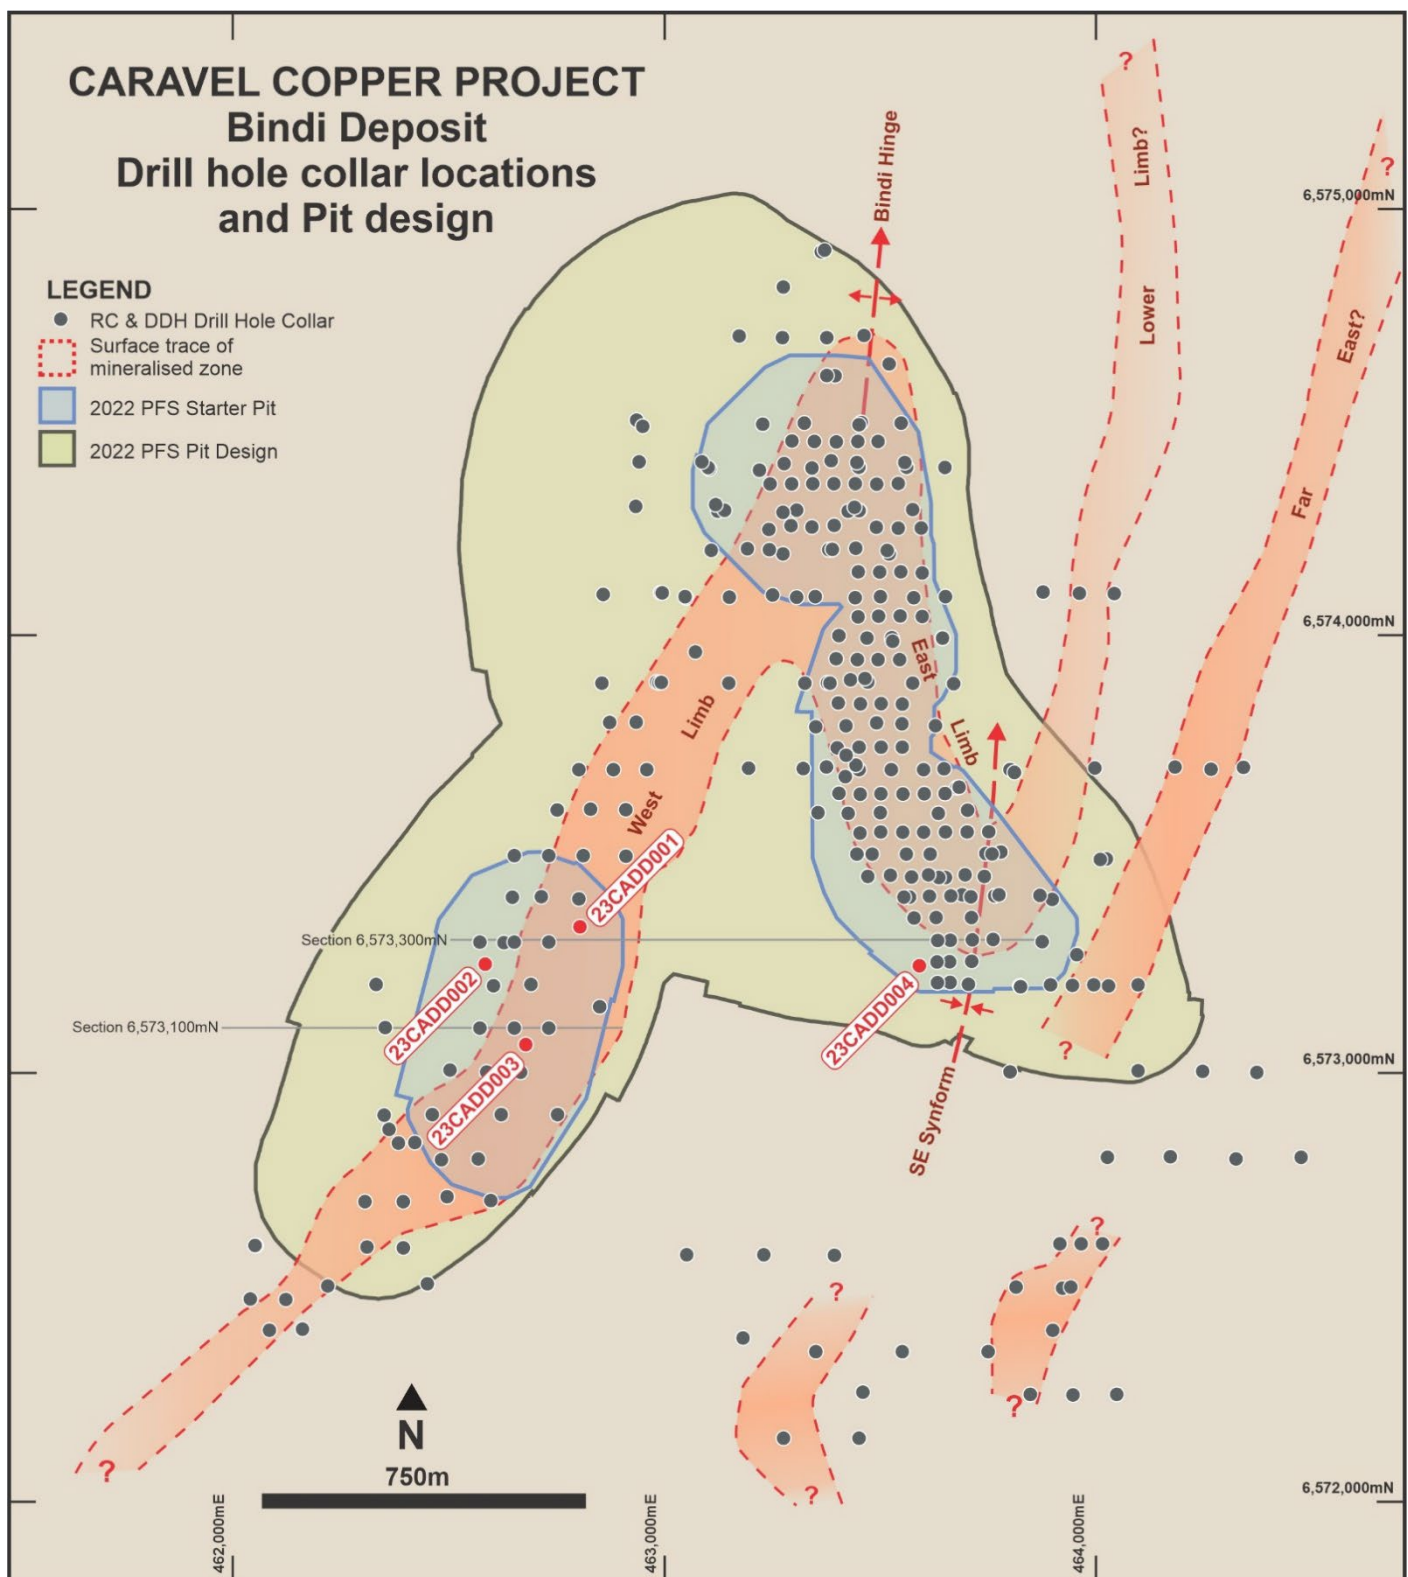 CARAVEL COPPER PROJECT
Bindi Deposit
Drill hole collar locations
and Pit design
LEGEND
RC & DDH Drill Hole Collar
Surface trace of
mineralised zone
2022 PFS Starter Pit
2022 PFS Pit Design
Bindi Hinge
?
Limb?
Lower
?
East?
Far
6,575,000mN
6,574,000mN
East
Limb
Limb
West
23CADD001
Section 6,573,300mN
23CADD002
23CADD004
Section 6,573,100mN
23CADD003
?
6,573,000mN
SE Synform
?
?
?
?
?
N
750m
6,572,000mN
462,000mE
463,000mE
464,000mE